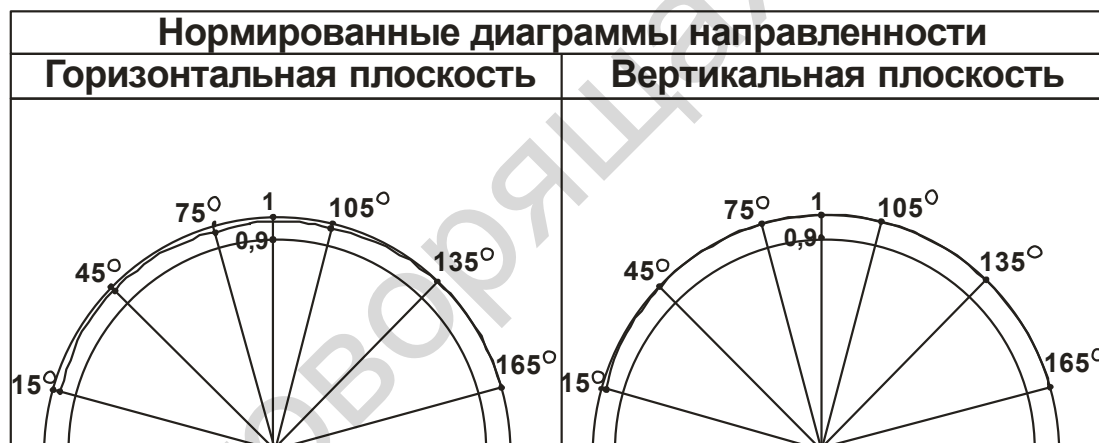 Нормированные диаграммы направленности
Горизонтальная плоскость
Вертикальная плоскость
75° 1 105°
0,9
45° 135°
15° 165°
75° 1 105°
0,9
45° 135°
15° 165°